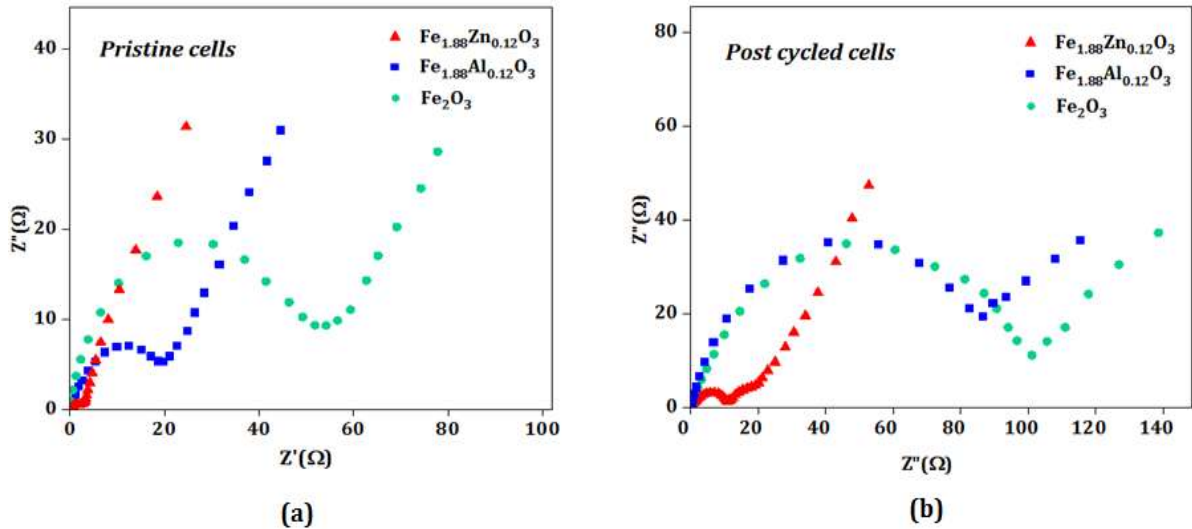 Pristine cells
Fe1.88Zn0.12O3
Fe1.88Al0.12O3
Fe2O3
40
30
20
10
0
Z''(Ω)
0 20 40 60 80 100
Z'(Ω)
(a)
Post cycled cells
Fe1.88Zn0.12O3
Fe1.88Al0.12O3
Fe2O3
80
60
40
20
0
Z''(Ω)
0 20 40 60 80 100 120 140
Z''(Ω)
(b)